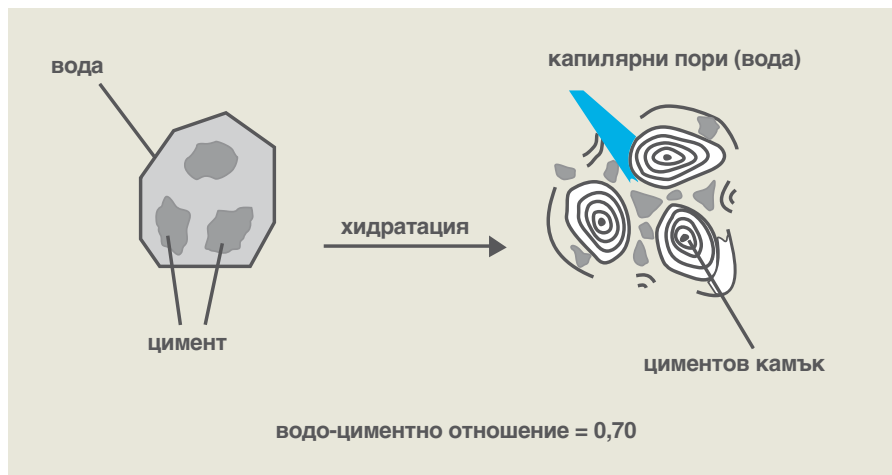 вода
капилярни пори (вода)
хидратация
цимент
циментов камък
водо-циментно отношение = 0,70